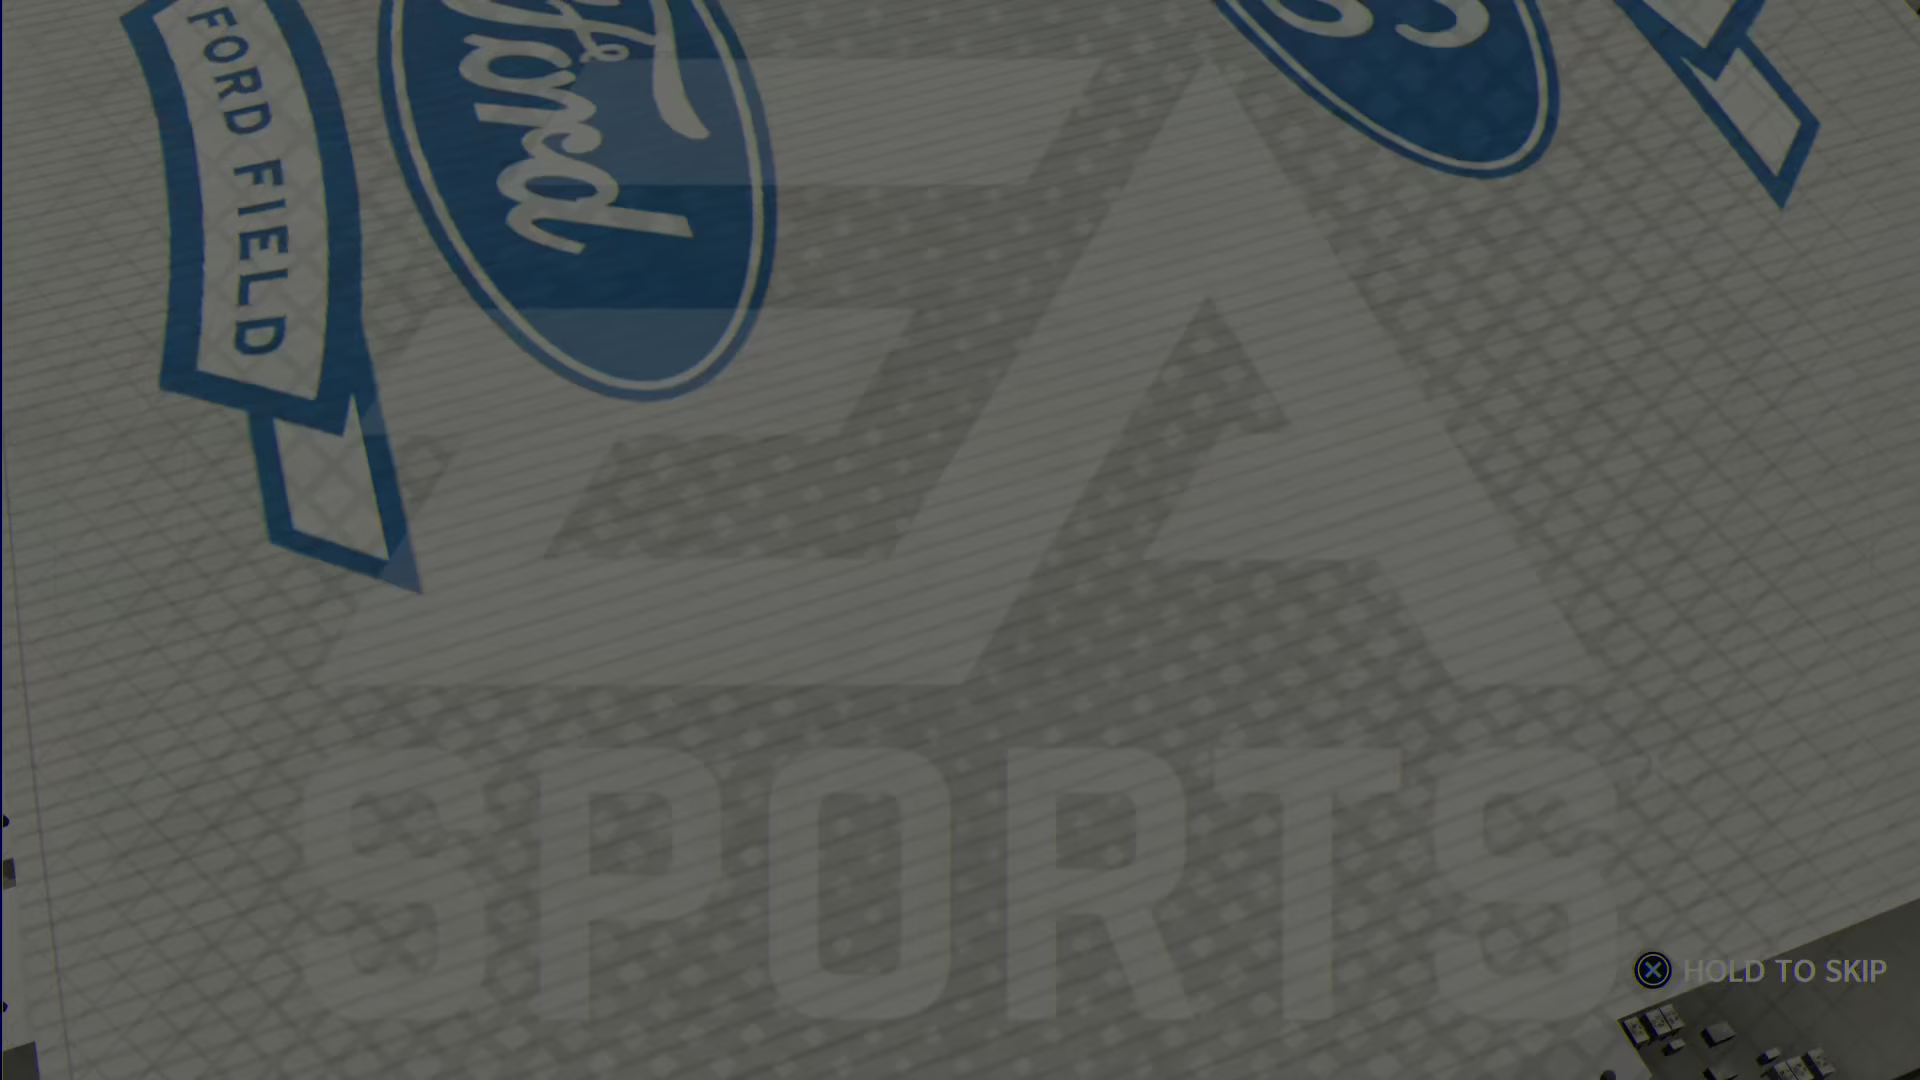 FORD FIELD
Ford
EA
SPORTS
HOLD TO SKIP